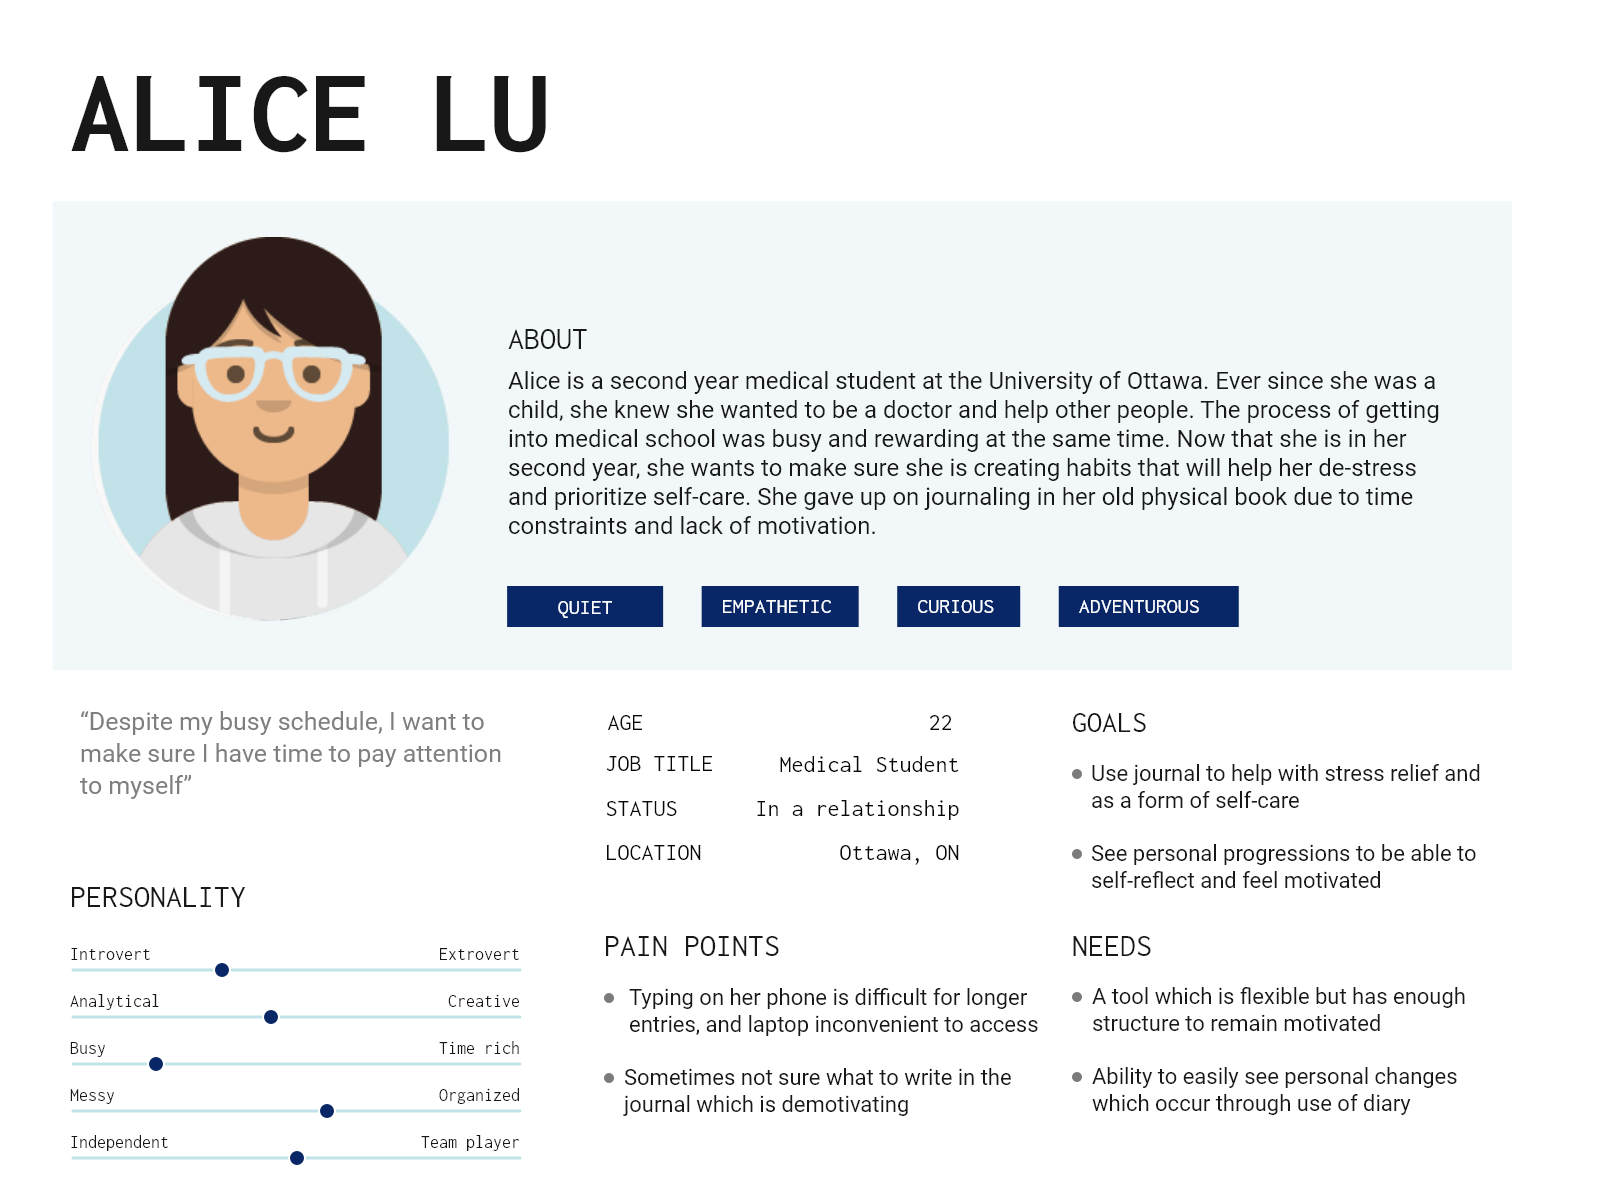 ALICE LU
ABOUT
Alice is a second year medical student at the University of Ottawa. Ever since she was a
child, she knew she wanted to be a doctor and help other people. The process of getting
into medical school was busy and rewarding at the same time. Now that she is in her
second year, she wants to make sure she is creating habits that will help her de-stress
and prioritize self-care. She gave up on journaling in her old physical book due to time
constraints and lack of motivation.
QUIET
EMPATHETIC
CURIOUS
ADVENTUROUS
“Despite my busy schedule, I want to
make sure I have time to pay attention
to myself”
PERSONALITY
Introvert Extrovert
Analytical Creative
Busy Time rich
Messy Organized
Independent Team player
AGE 22
JOB TITLE Medical Student
STATUS In a relationship
LOCATION Ottawa, ON
PAIN POINTS
Typing on her phone is difficult for longer
entries, and laptop inconvenient to access
Sometimes not sure what to write in the
journal which is demotivating
GOALS
Use journal to help with stress relief and
as a form of self-care
See personal progressions to be able to
self-reflect and feel motivated
NEEDS
A tool which is flexible but has enough
structure to remain motivated
Ability to easily see personal changes
which occur through use of diary